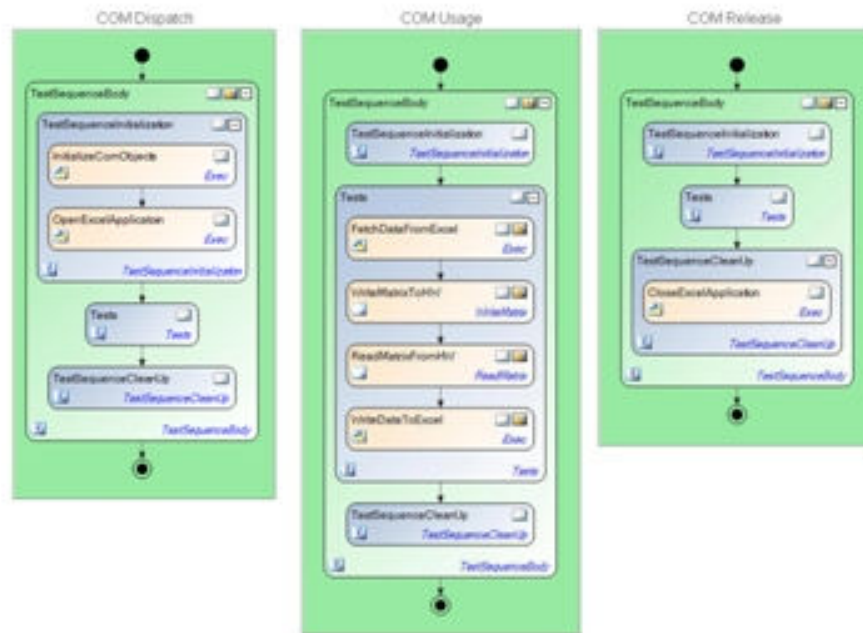 COM Dispatch
TestSequenceBody
TestSequenceInitialization
InitializeComObjects
Exec
OpenExcelApplication
Exec
TestSequenceInitialization
Tests
Tests
TestSequenceCleanUp
TestSequenceCleanUp
TestSequenceBody
COM Usage
TestSequenceBody
TestSequenceInitialization
TestSequenceInitialization
Tests
FetchDataFromExcel
Exec
WriteMatrixToHW
WriteMatrix
ReadMatrixFromHW
ReadMatrix
WriteDataToExcel
Exec
Tests
TestSequenceCleanUp
TestSequenceCleanUp
TestSequenceBody
COM Release
TestSequenceBody
TestSequenceInitialization
TestSequenceInitialization
Tests
Tests
TestSequenceCleanUp
CloseExcelApplication
Exec
TestSequenceCleanUp
TestSequenceBody